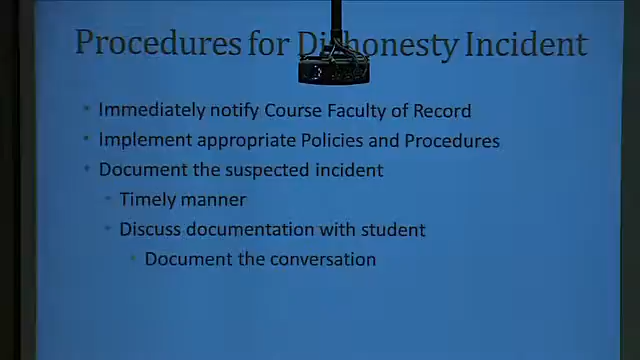 Procedures for Dishonesty Incident
Immediately notify Course Faculty of Record
Implement appropriate Policies and Procedures
Document the suspected incident
Timely manner
Discuss documentation with student
Document the conversation